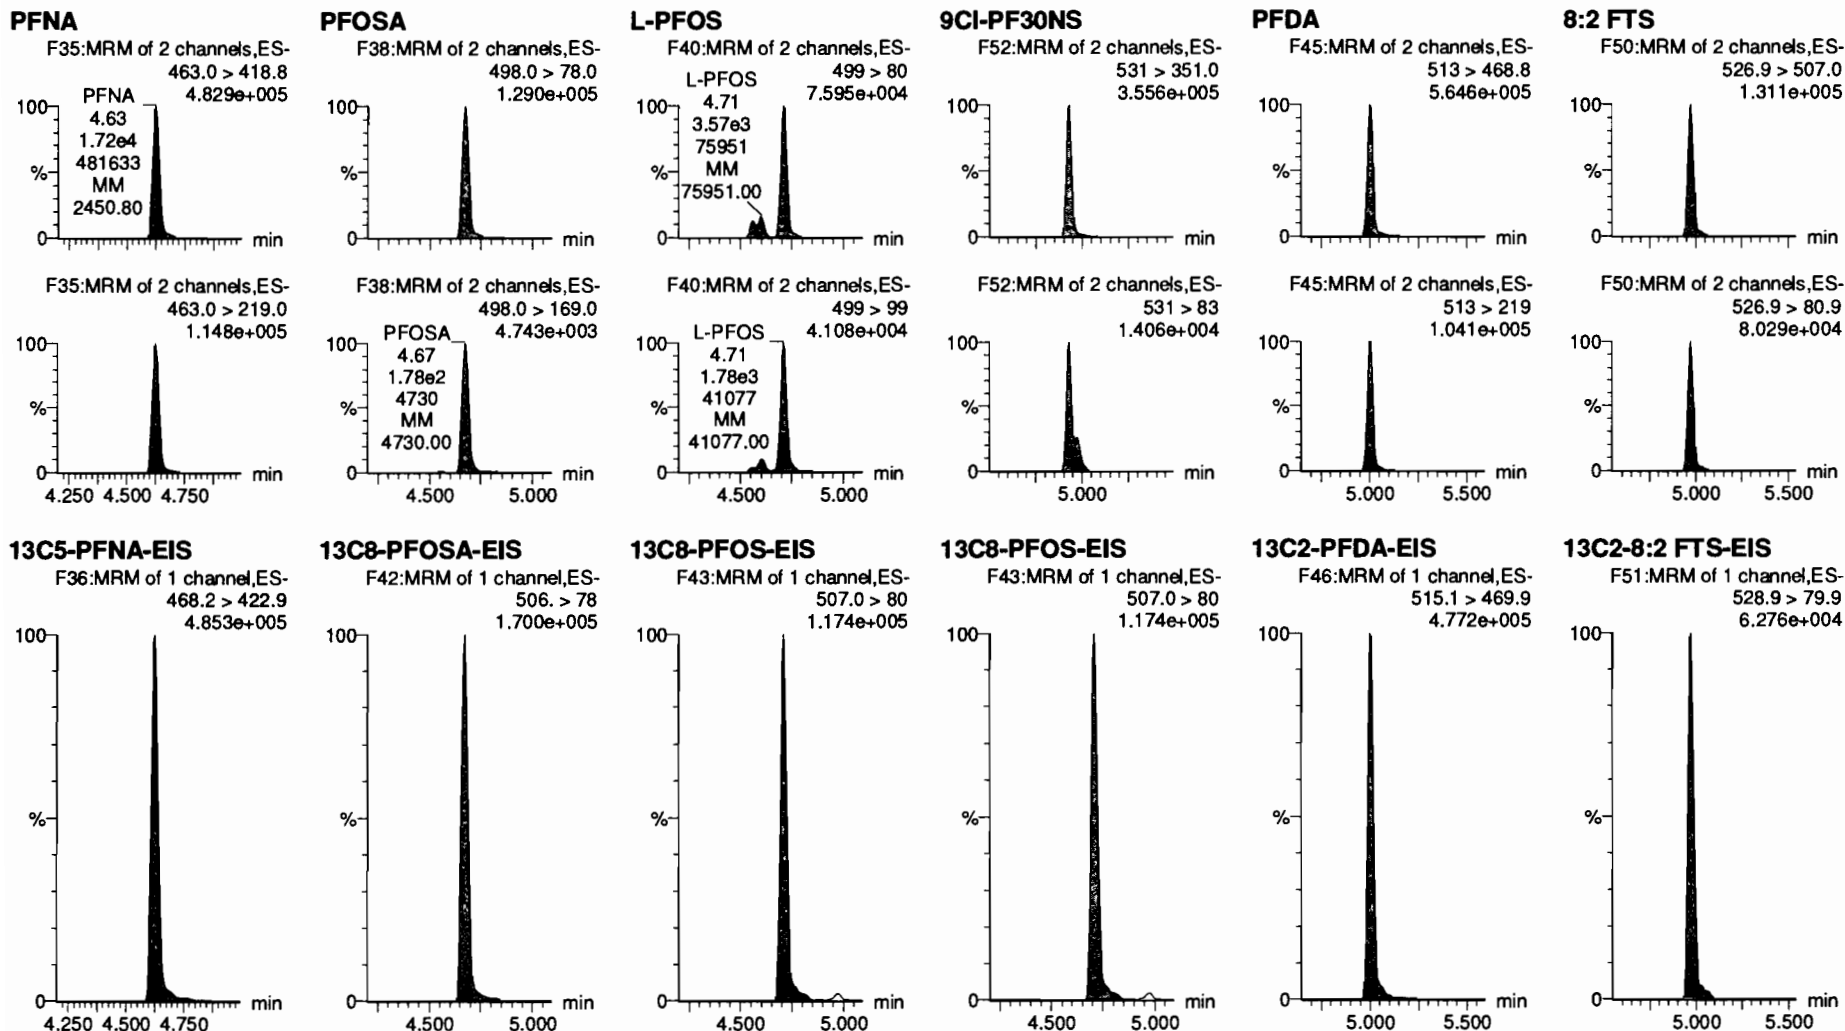 PFNA
F35:MRM of 2 channels,ES-
463.0 > 418.8
4.829e+005
PFNA
4.63
1.72e4
481633
MM
2450.80
100
%
0
min
F35:MRM of 2 channels,ES-
463.0 > 219.0
1.148e+005
100
%
0
min
4.250 4.500 4.750
PFOSA
F38:MRM of 2 channels,ES-
498.0 > 78.0
1.290e+005
100
%
0
min
F38:MRM of 2 channels,ES-
498.0 > 169.0
4.743e+003
PFOSA
4.67
1.78e2
4730
MM
4730.00
100
%
0
min
4.500 5.000
L-PFOS
F40:MRM of 2 channels,ES-
499 > 80
7.595e+004
L-PFOS
4.71
3.57e3
75951
MM
75951.00
100
%
0
min
F40:MRM of 2 channels,ES-
499 > 99
4.108e+004
L-PFOS
4.71
1.78e3
41077
MM
41077.00
100
%
0
min
4.500 5.000
9Cl-PF30NS
F52:MRM of 2 channels,ES-
531 > 351.0
3.556e+005
100
%
0
min
F52:MRM of 2 channels,ES-
531 > 83
1.406e+004
100
%
0
min
5.000
PFDA
F45:MRM of 2 channels,ES-
513 > 468.8
5.646e+005
100
%
0
min
F45:MRM of 2 channels,ES-
513 > 219
1.041e+005
100
%
0
min
5.000 5.500
8:2 FTS
F50:MRM of 2 channels,ES-
526.9 > 507.0
1.311e+005
100
%
0
min
F50:MRM of 2 channels,ES-
526.9 > 80.9
8.029e+004
100
%
0
min
5.000 5.500
13C5-PFNA-EIS
F36:MRM of 1 channel,ES-
468.2 > 422.9
4.853e+005
100
%
0
min
4.250 4.500 4.750
13C8-PFOSA-EIS
F42:MRM of 1 channel,ES-
506. > 78
1.700e+005
100
%
0
min
4.500 5.000
13C8-PFOS-EIS
F43:MRM of 1 channel,ES-
507.0 > 80
1.174e+005
100
%
0
min
4.500 5.000
13C8-PFOS-EIS
F43:MRM of 1 channel,ES-
507.0 > 80
1.174e+005
100
%
0
min
4.500 5.000
13C2-PFDA-EIS
F46:MRM of 1 channel,ES-
515.1 > 469.9
4.772e+005
100
%
0
min
5.000 5.500
13C2-8:2 FTS-EIS
F51:MRM of 1 channel,ES-
528.9 > 79.9
6.276e+004
100
%
0
min
5.000 5.500